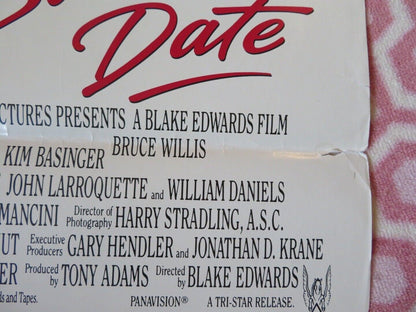 Date
CTURES PRESENTS A BLAKE EDWARDS FILM
KIM BASINGER BRUCE WILLIS
JOHN LARROQUETTE and WILLIAM DANIELS
MANCINI Director of Photography HARRY STRADLING, A.S.C.
UT Executive Producers GARY HENDLER and JONATHAN D. KRANE
ER Produced by TONY ADAMS Directed by BLAKE EDWARDS
ds and Tapes. PANAVISION® A TRI-STAR RELEASE.